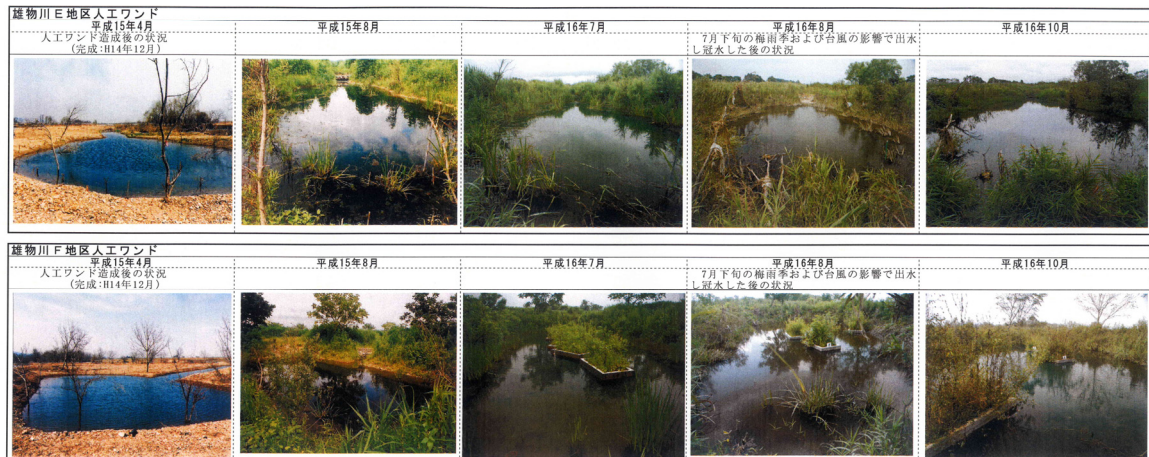 雄物川Ｅ地区人工ワンド
平成15年4月
平成15年8月
平成16年7月
平成16年8月
平成16年10月
人工ワンド造成後の状況
(完成:H14年12月)
7月下旬の梅雨季および台風の影響で出水
し冠水した後の状況
雄物川Ｆ地区人工ワンド
平成15年4月
平成15年8月
平成16年7月
平成16年8月
平成16年10月
人工ワンド造成後の状況
(完成:H14年12月)
7月下旬の梅雨季および台風の影響で出水
し冠水した後の状況